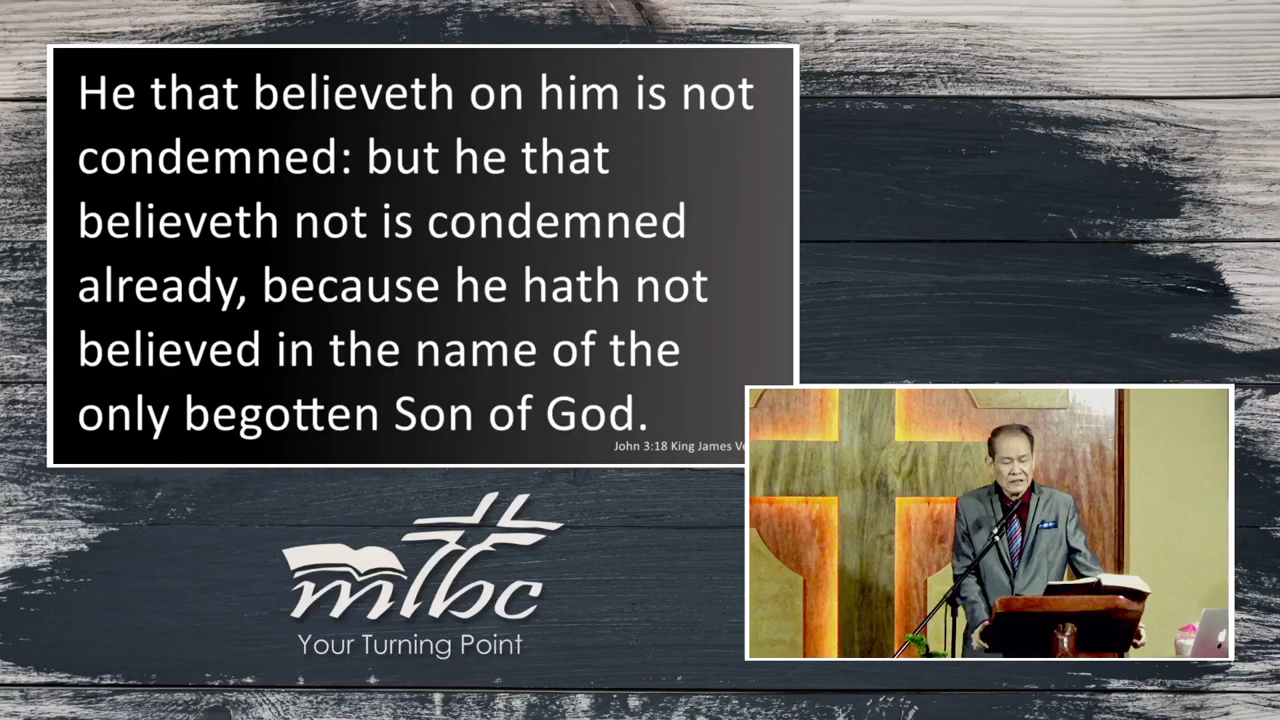 He that believeth on him is not
condemned: but he that
believeth not is condemned
already, because he hath not
believed in the name of the
only begotten Son of God.
John 3:18 King James
mlbc
Your Turning Point